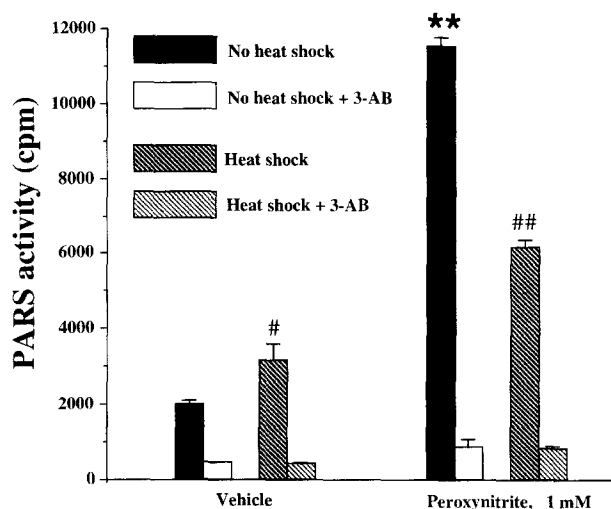 PARS activity (cpm)
12000
10000
8000
6000
4000
2000
0
No heat shock
No heat shock + 3-AB
Heat shock
Heat shock + 3-AB
**
#
##
Vehicle
Peroxynitrite, 1 mM